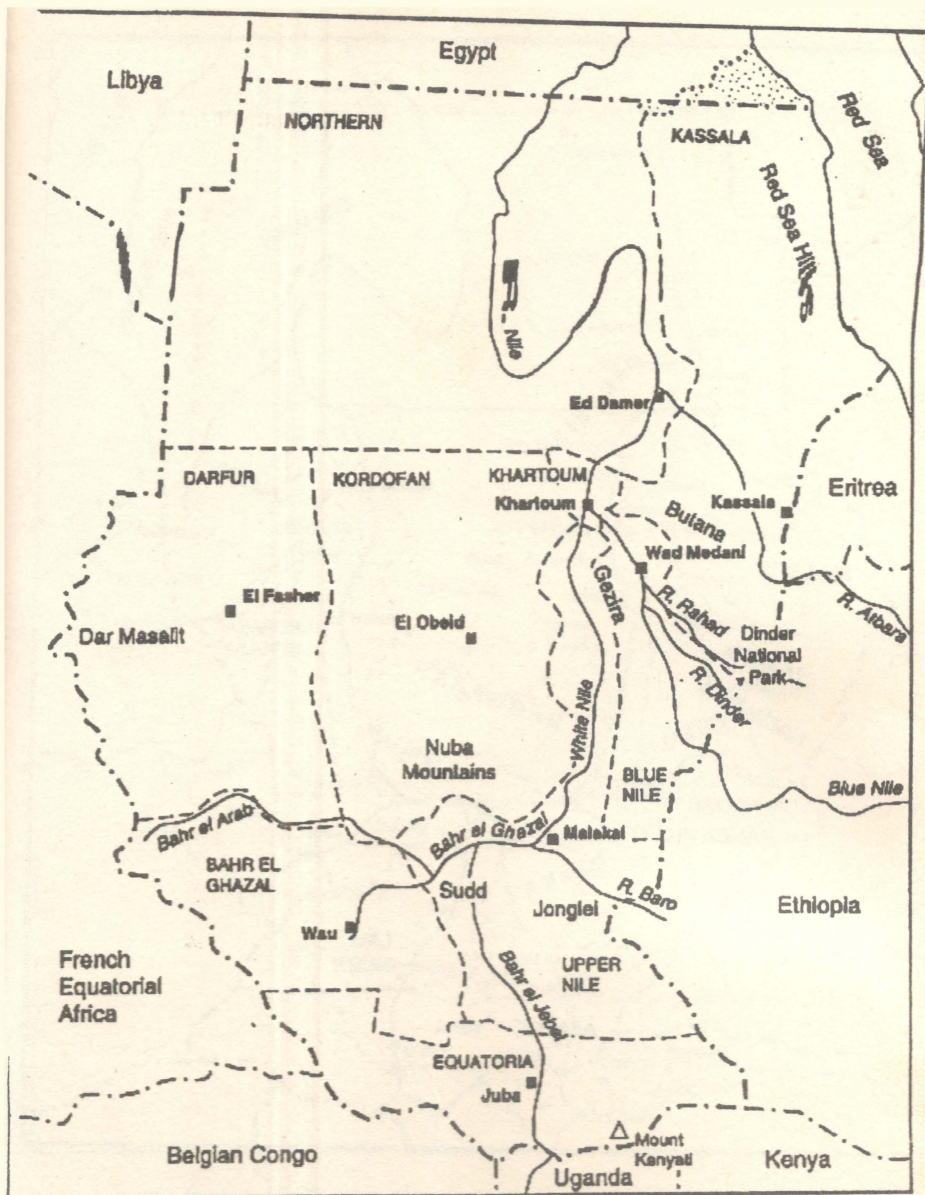 Egypt
Libya
NORTHERN
KASSALA
Red Sea
Red Sea Hills
R. Nile
Ed Damer
DARFUR
KORDOFAN
KHARTOUM
Khartoum
Kassala
Eritrea
Butana
Wad Medani
Gezira
R. Rahad
R. Atbara
El Fasher
El Obeid
Dar Masalit
Dinder
National
Park
R. Dinder
White Nile
Nuba
Mountains
BLUE
NILE
Blue Nile
Bahr el Arab
Bahr el Ghazal
Malakal
BAHR EL
GHAZAL
Sudd
R. Baro
Jonglei
Ethiopia
Wau
French
Equatorial
Africa
UPPER
NILE
Bahr el Jebel
EQUATORIA
Juba
Mount
Kenyeti
Belgian Congo
Uganda
Kenya